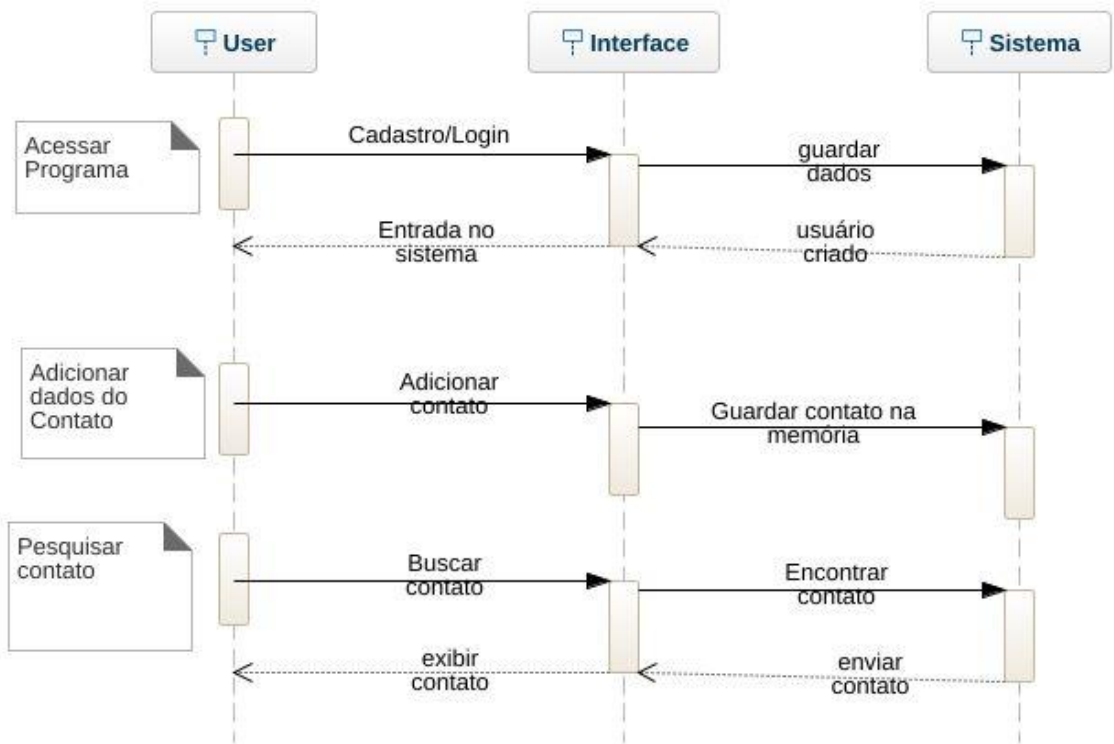 User
Interface
Sistema
Acessar
Programa
Cadastro/Login
guardar
dados
Entrada no
sistema
usuário
criado
Adicionar
dados do
Contato
Adicionar
contato
Guardar contato na
memória
Pesquisar
contato
Buscar
contato
Encontrar
contato
exibir
contato
enviar
contato